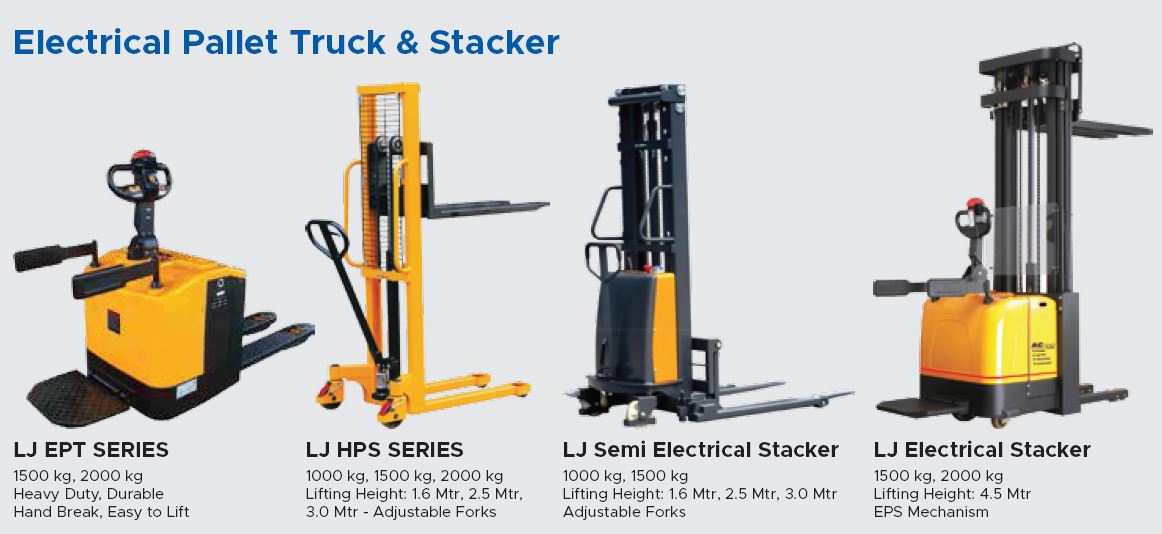 Electrical Pallet Truck & Stacker
LJ EPT SERIES
1500 kg, 2000 kg
Heavy Duty, Durable
Hand Break, Easy to Lift
LJ HPS SERIES
1000 kg, 1500 kg, 2000 kg
Lifting Height: 1.6 Mtr, 2.5 Mtr,
3.0 Mtr - Adjustable Forks
LJ Semi Electrical Stacker
1000 kg, 1500 kg
Lifting Height: 1.6 Mtr, 2.5 Mtr, 3.0 Mtr
Adjustable Forks
LJ Electrical Stacker
1500 kg, 2000 kg
Lifting Height: 4.5 Mtr
EPS Mechanism